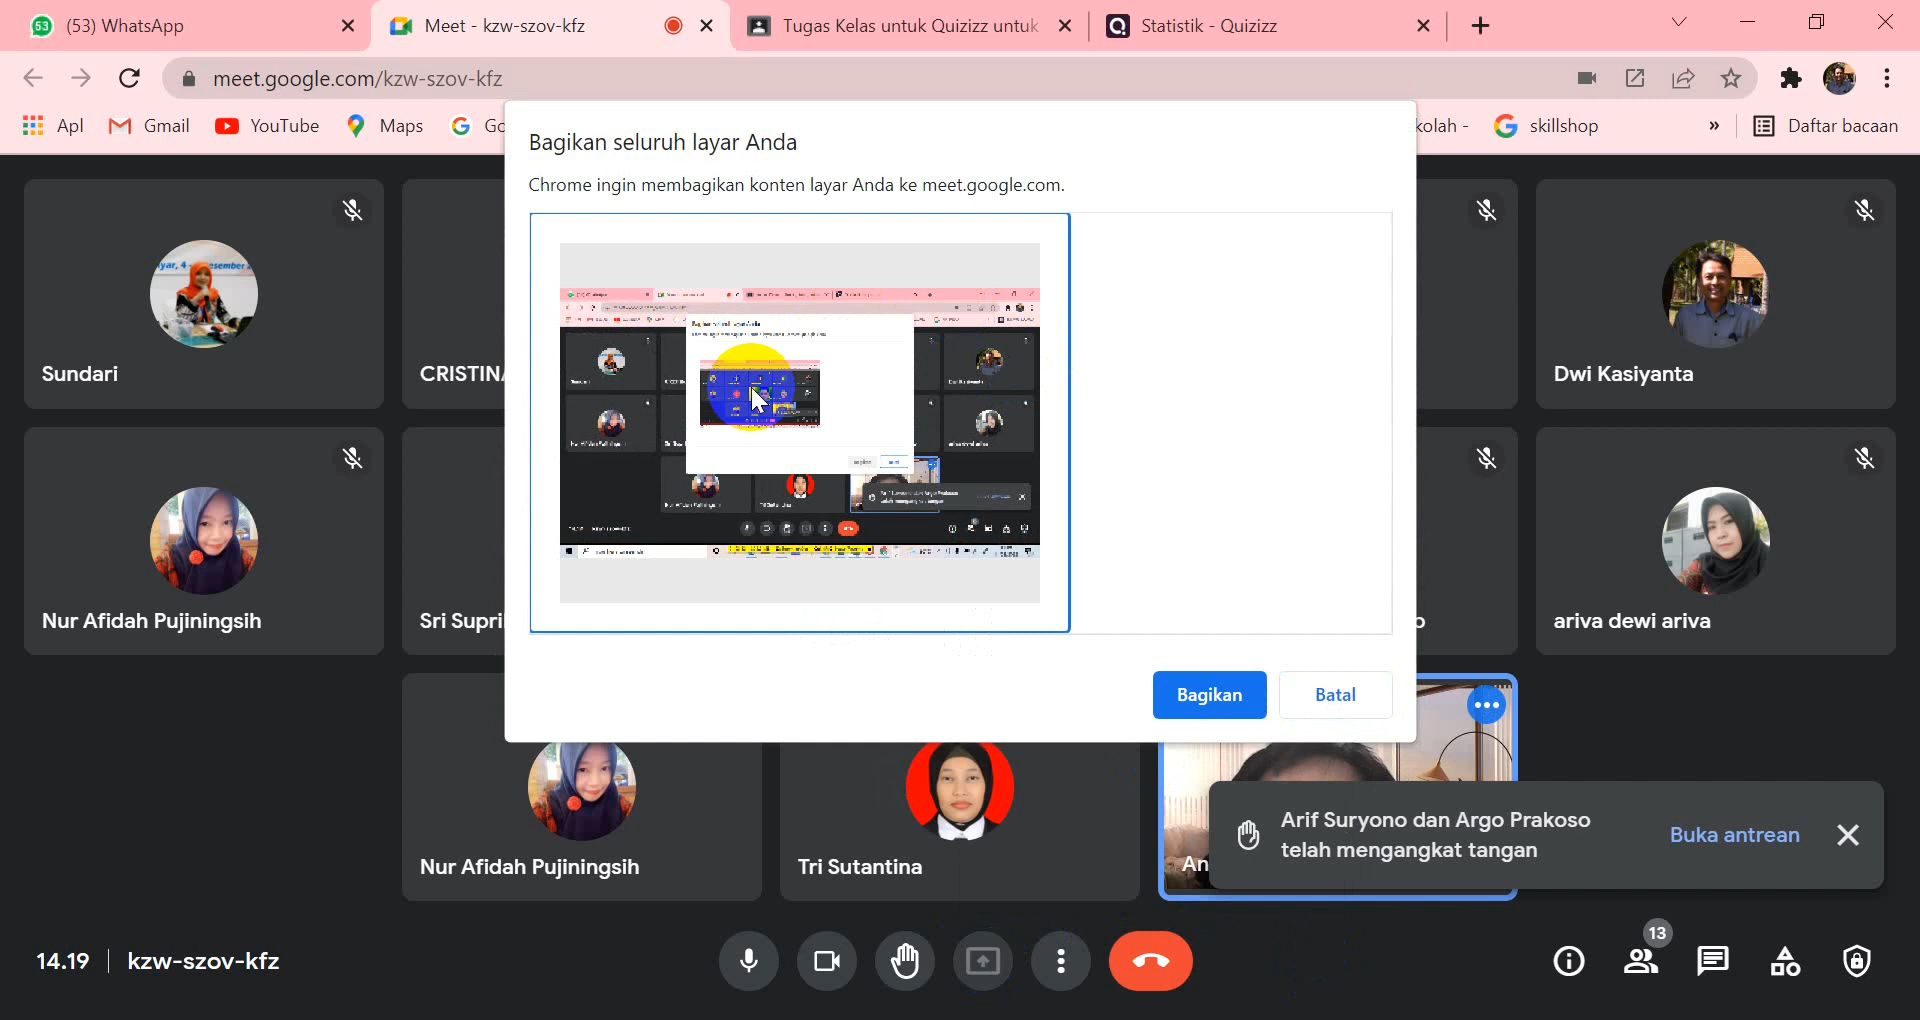 53
(53) WhatsApp
Meet - kzw-szov-kfz
Tugas Kelas untuk Quizizz untuk
Statistik - Quizizz
meet.google.com/kzw-szov-kfz
Apl
Gmail
YouTube
Maps
skillshop
»
Daftar bacaan
Bagikan seluruh layar Anda
Chrome ingin membagikan konten layar Anda ke meet.google.com.
Bagikan
Batal
Sundari
CRISTIN
Dwi Kasiyanta
Nur Afidah Pujiningsih
Sri Supri
ariva dewi ariva
Nur Afidah Pujiningsih
Tri Sutantina
An
Arif Suryono dan Argo Prakoso
telah mengangkat tangan
Buka antrean
14.19
kzw-szov-kfz
13